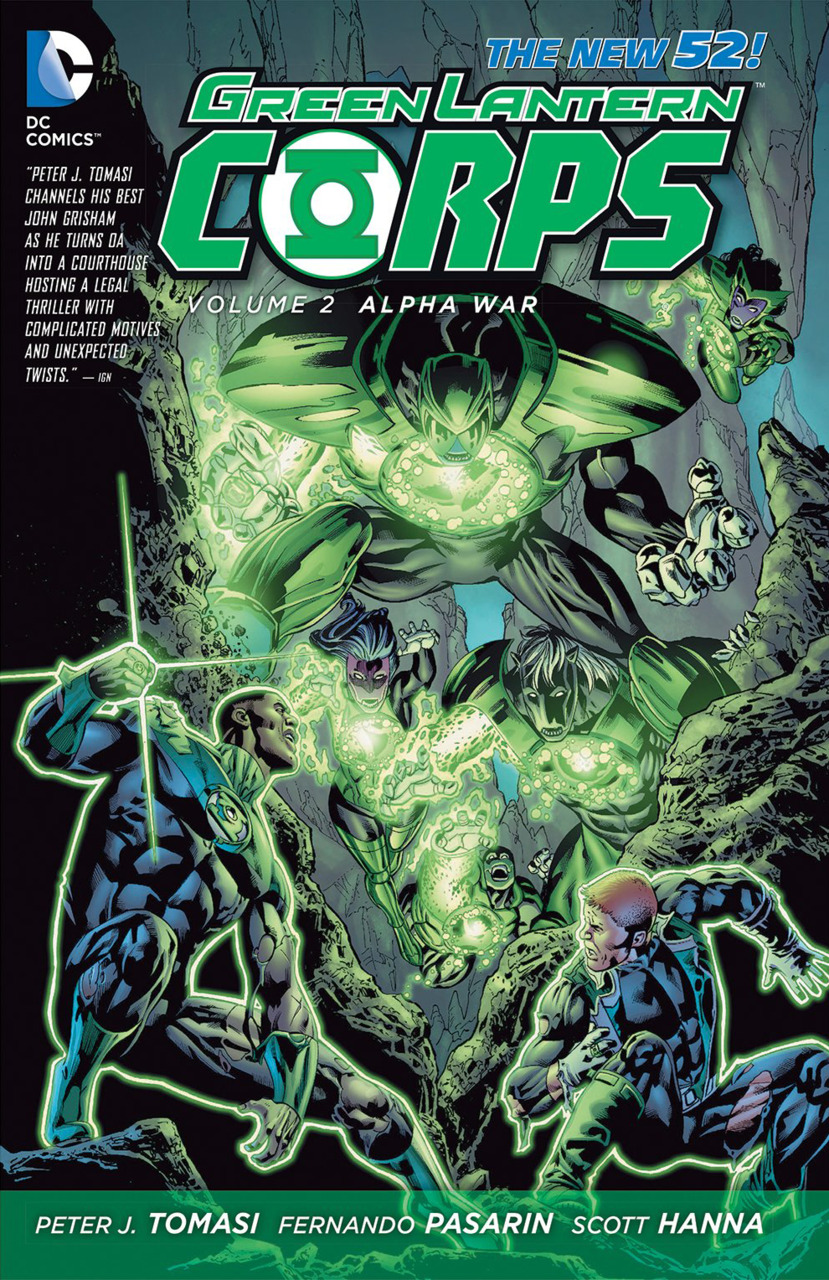 THE NEW 52!
GREEN LANTERN™
CORPS
DC
COMICS™
"PETER J. TOMASI
CHANNELS HIS BEST
JOHN GRISHAM
AS HE TURNS OA
INTO A COURTHOUSE
HOSTING A LEGAL
THRILLER WITH
COMPLICATED MOTIVES
AND UNEXPECTED
TWISTS." — IGN
VOLUME 2 ALPHA WAR
PETER J. TOMASI FERNANDO PASARIN SCOTT HANNA